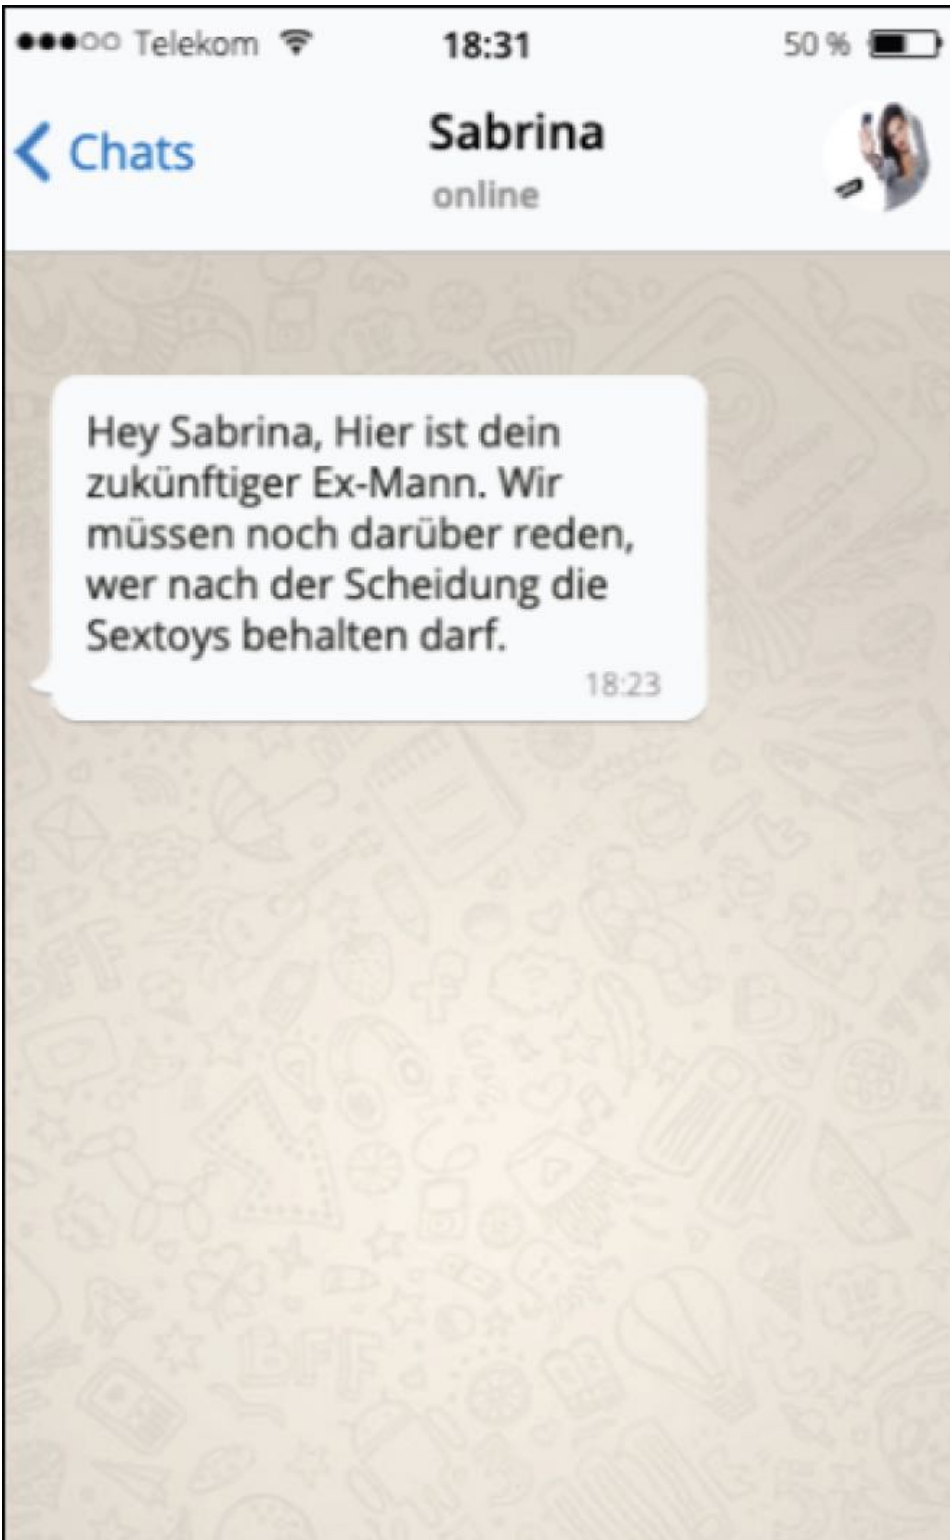 Telekom
18:31
50 %
Chats
Sabrina
online
Hey Sabrina, Hier ist dein
zukünftiger Ex-Mann. Wir
müssen noch darüber reden,
wer nach der Scheidung die
Sextoys behalten darf.
18:23
BFF